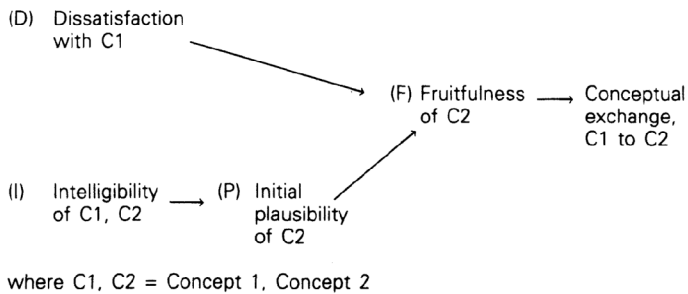 (D) Dissatisfaction
with C1
(F) Fruitfulness
of C2
Conceptual
exchange,
C1 to C2
(I) Intelligibility
of C1, C2
(P) Initial
plausibility
of C2
where C1, C2 = Concept 1, Concept 2